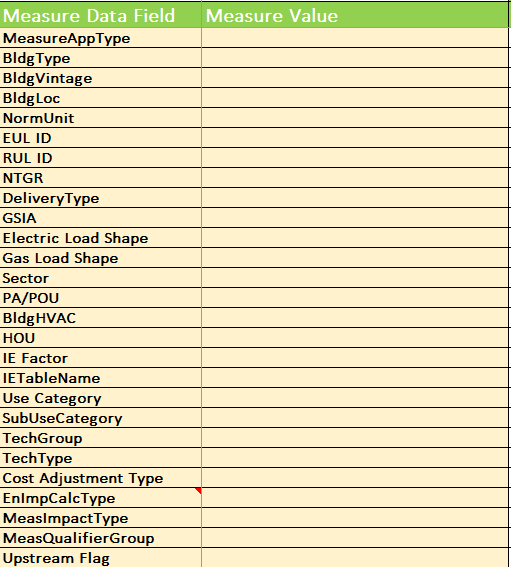 Measure Data Field Measure Value
MeasureAppType
BldgType
BldgVintage
BldgLoc
NormUnit
EUL ID
RUL ID
NTGR
DeliveryType
GSIA
Electric Load Shape
Gas Load Shape
Sector
PA/POU
BldgHVAC
HOU
IE Factor
IETableName
Use Category
SubUseCategory
TechGroup
TechType
Cost Adjustment Type
EnImpCalcType
MeasImpactType
MeasQualifierGroup
Upstream Flag